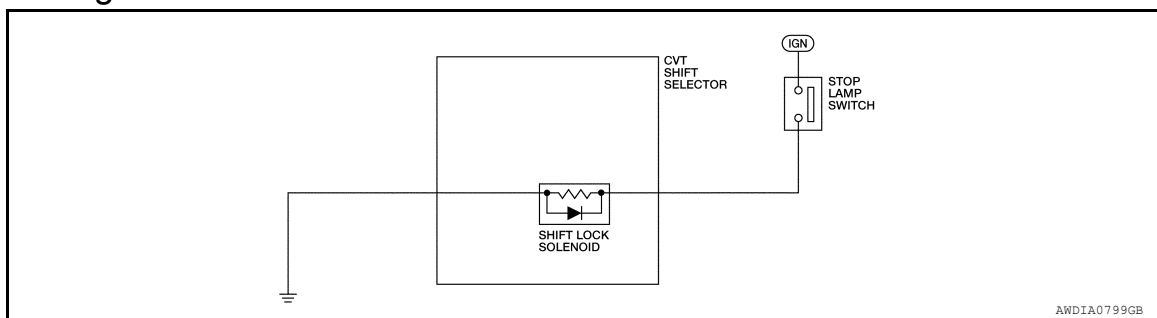 IGN
CVT
SHIFT
SELECTOR
STOP
LAMP
SWITCH
SHIFT LOCK
SOLENOID
AWDIA0799GB